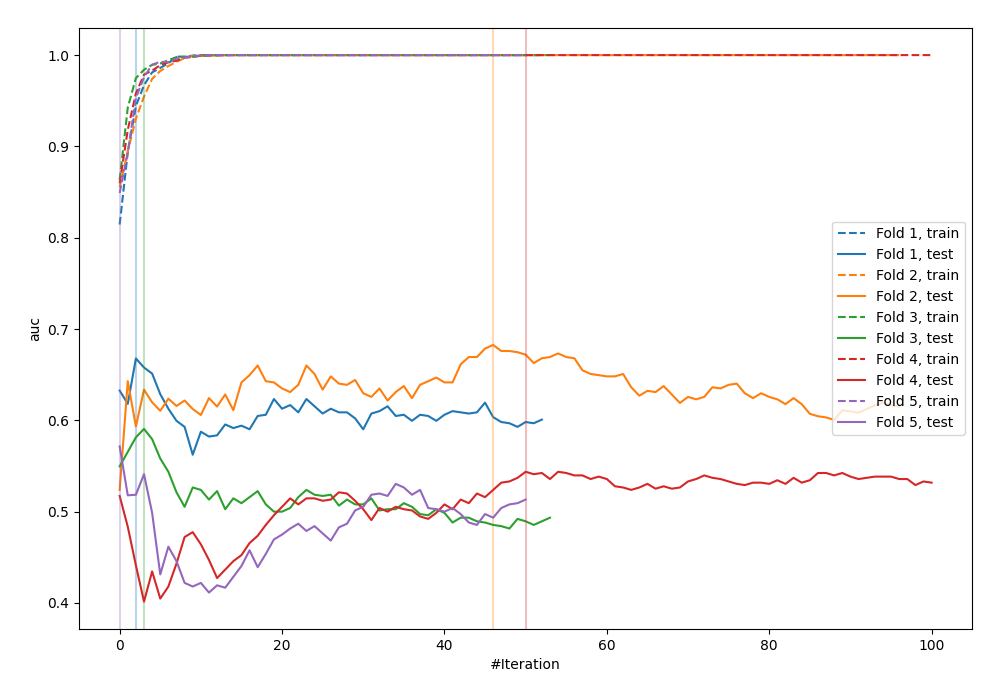 1.0
0.9
0.8
0.7
0.6
0.5
0.4
auc
0
20
40
60
80
100
#Iteration
Fold 1, train
Fold 1, test
Fold 2, train
Fold 2, test
Fold 3, train
Fold 3, test
Fold 4, train
Fold 4, test
Fold 5, train
Fold 5, test